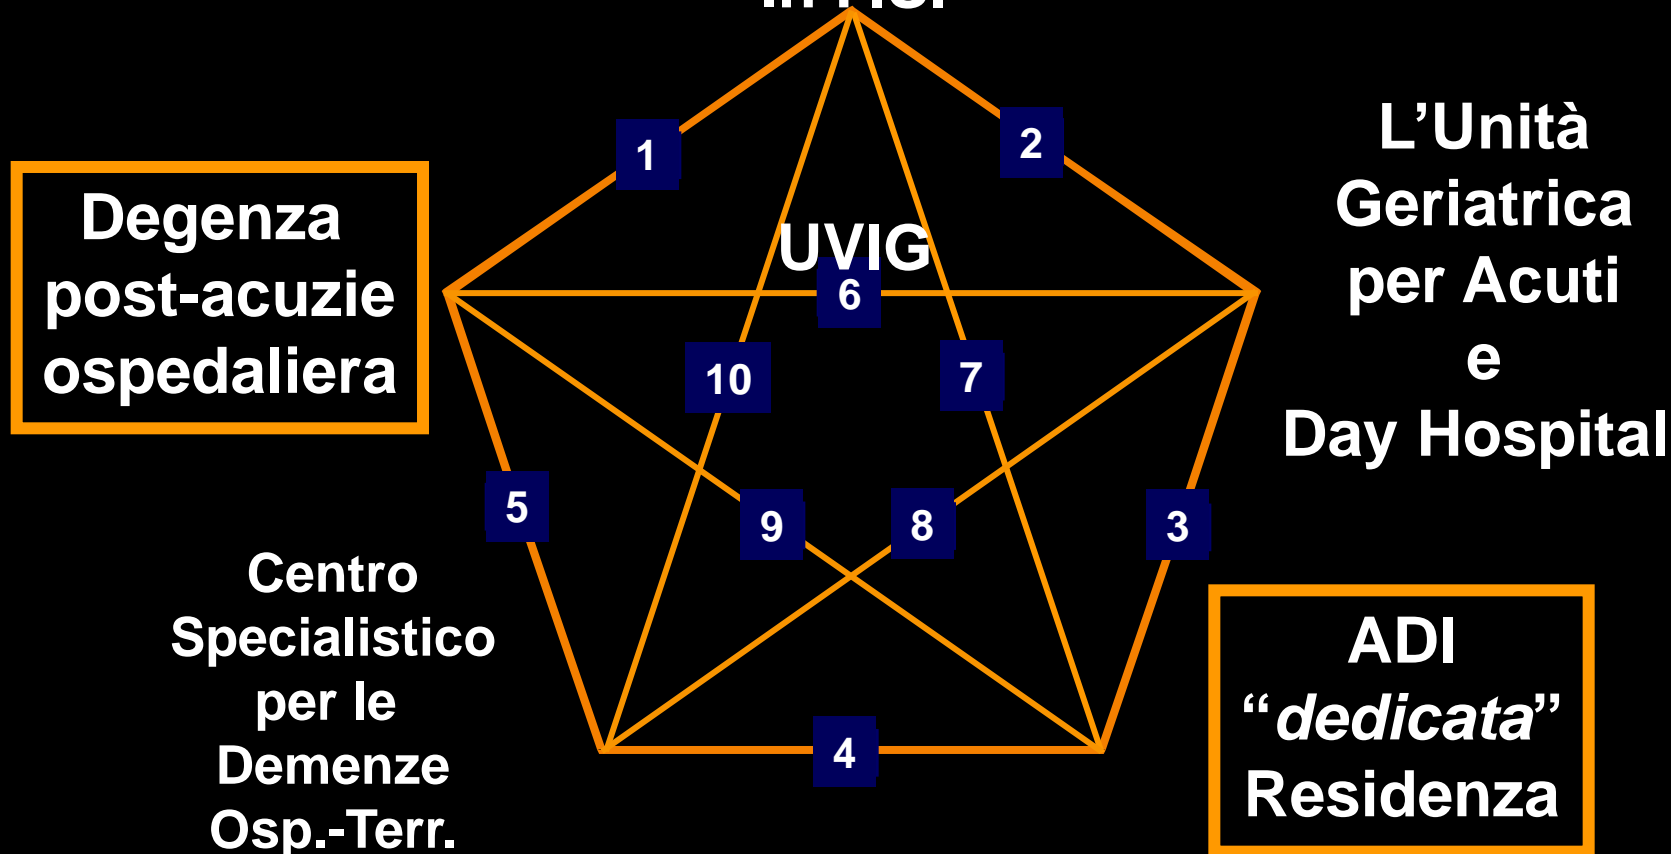 1
2
L’Unità
Geriatrica
per Acuti
e
Day Hospital
Degenza
post-acuzie
ospedaliera
UVIG
6
10
7
5
9
8
3
Centro
Specialistico
per le
Demenze
Osp.-Terr.
ADI
“dedicata”
Residenza
4